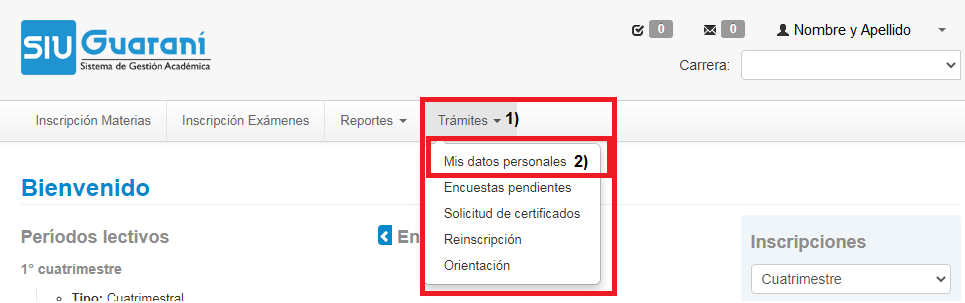 SIU Guaraní
Sistema de Gestión Académica
0 0 Nombre y Apellido
Carrera:
Inscripción Materias Inscripción Exámenes Reportes Trámites 1)
Mis datos personales 2)
Encuestas pendientes
Solicitud de certificados
Reinscripción
Orientación
Bienvenido
Períodos lectivos
1° cuatrimestre
Tipo: Cuatrimestral
En
Inscripciones
Cuatrimestre